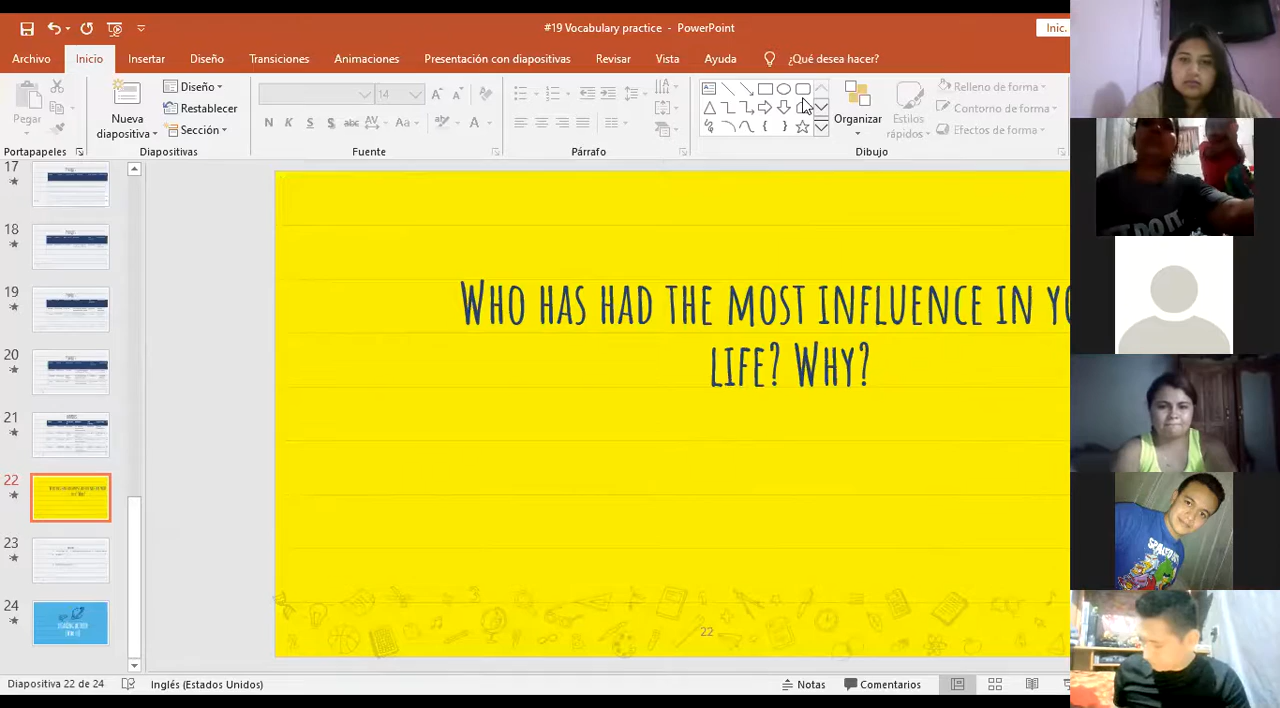 #19 Vocabulary practice - PowerPoint
Inic.
Archivo Inicio Insertar Diseño Transiciones Animaciones Presentación con diapositivas Revisar Vista Ayuda ¿Qué desea hacer?
Pegar
Nueva diapositiva
Diseño
Restablecer
Sección
14
N K S abc AV Aa A
Organizar
Estilos rápidos
Relleno de forma
Contorno de forma
Efectos de forma
Portapapeles Diapositivas Fuente Párrafo Dibujo
17
18
19
20
21
22
23
24
Who has had the most influence in yo
life? Why?
22
Diapositiva 22 de 24 Inglés (Estados Unidos) Notas Comentarios